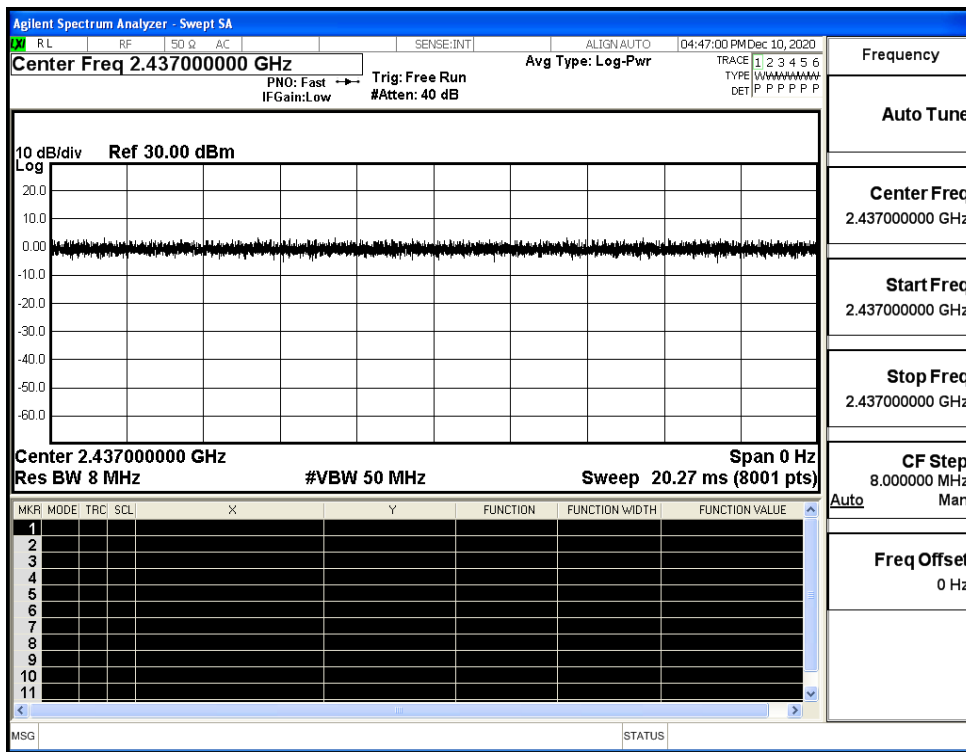 Agilent Spectrum Analyzer - Swept SA
LXI RL RF 50 Ω AC SENSE:INT ALIGN AUTO 04:47:00 PM Dec 10, 2020
Center Freq 2.437000000 GHz
PNO: Fast
IFGain:Low
Trig: Free Run
#Atten: 40 dB
Avg Type: Log-Pwr
TRACE 1 2 3 4 5 6
TYPE WWWWWW
DET P P P P P P
10 dB/div Ref 30.00 dBm
Log
20.0
10.0
0.00
-10.0
-20.0
-30.0
-40.0
-50.0
-60.0
Center 2.437000000 GHz Span 0 Hz
Res BW 8 MHz #VBW 50 MHz Sweep 20.27 ms (8001 pts)
MKR MODE TRC SCL X Y FUNCTION FUNCTION WIDTH FUNCTION VALUE
1
2
3
4
5
6
7
8
9
10
11
MSG STATUS
Frequency
Auto Tune
Center Freq
2.437000000 GHz
Start Freq
2.437000000 GHz
Stop Freq
2.437000000 GHz
CF Step
8.000000 MHz
Auto Man
Freq Offset
0 Hz